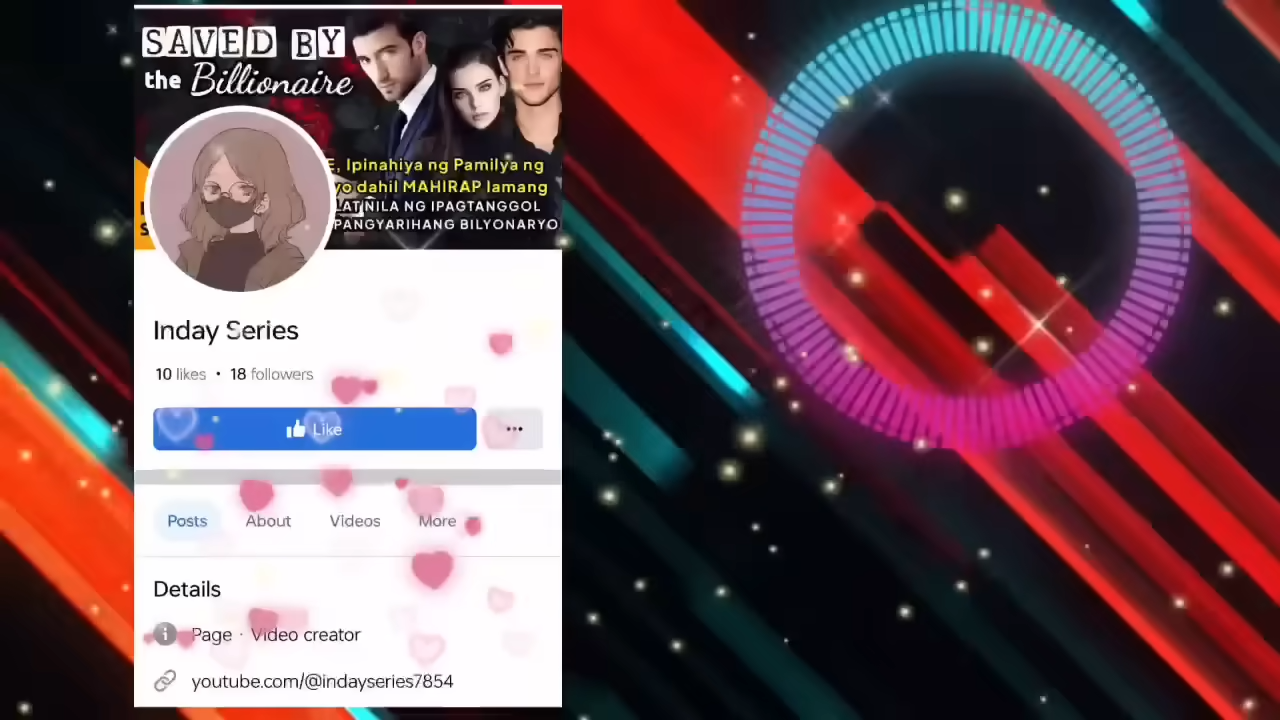 SAVED BY
the Billionaire
E, Ipinahiya ng Pamilya ng
yo dahil MAHIRAP lamang
LAT NILA NG IPAGTANGGOL
PANGYARIHANG BILYONARYO
Inday Series
10 likes • 18 followers
Like
Posts About Videos More
Details
Page · Video creator
youtube.com/@indayseries7854